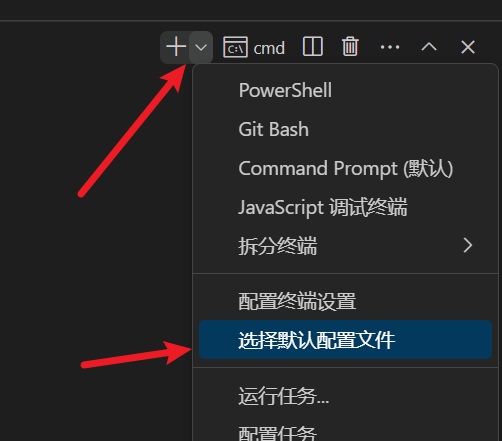 C:\ cmd
PowerShell
Git Bash
Command Prompt (默认)
JavaScript 调试终端
拆分终端
配置终端设置
选择默认配置文件
运行任务...
配置任务